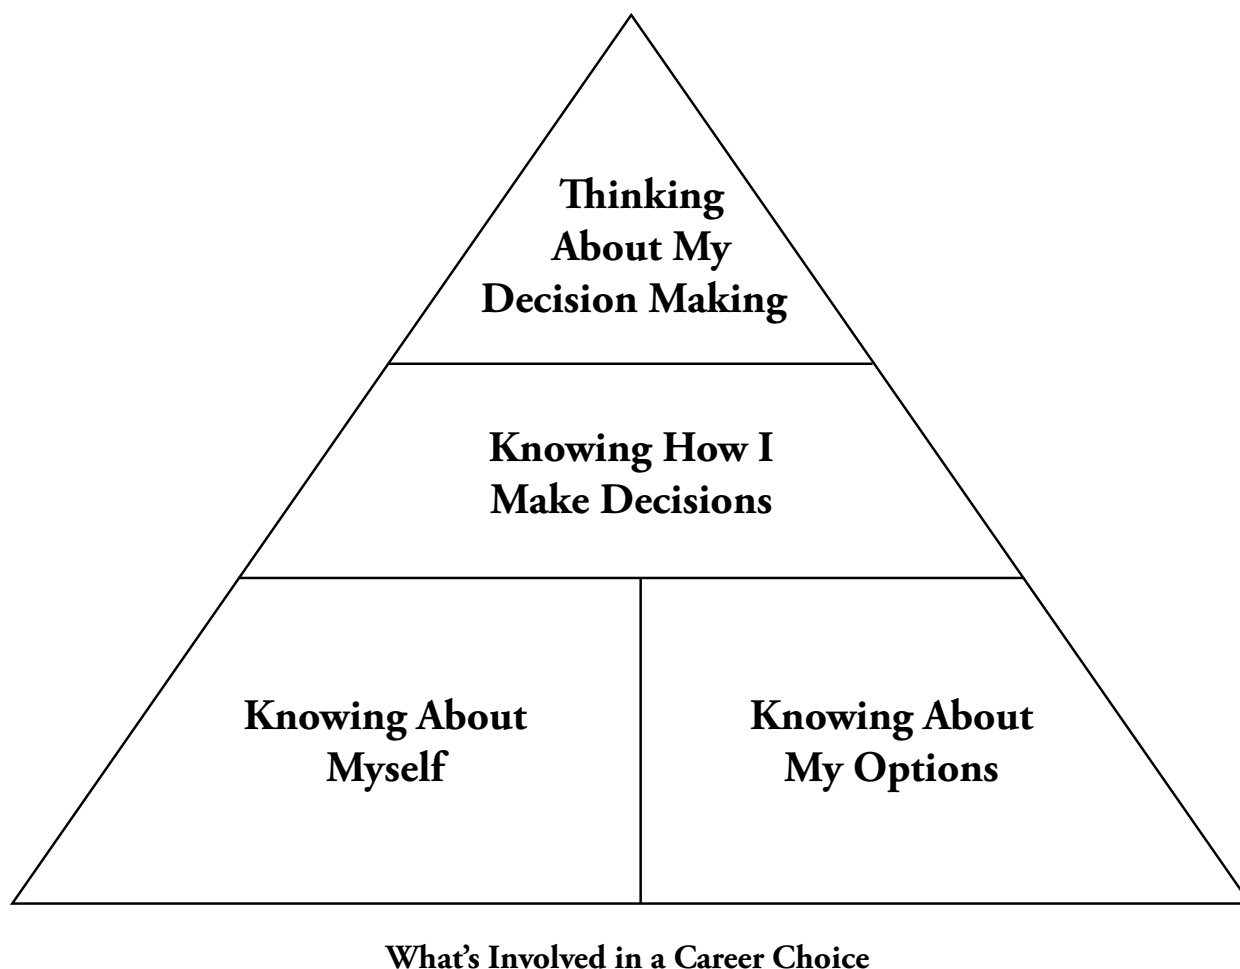 Thinking
About My
Decision Making
Knowing How I
Make Decisions
Knowing About
Myself
Knowing About
My Options
What’s Involved in a Career Choice